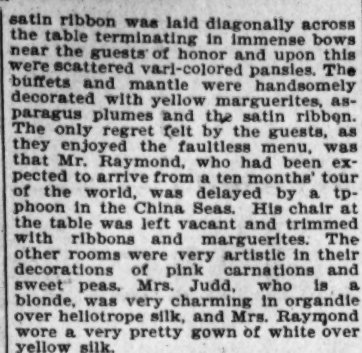 satin ribbon was laid diagonally across
the table terminating in immense bows
near the guests of honor and upon this
were scattered vari-colored pansies. The
buffets and mantle were handsomely
decorated with yellow marguerites, as-
paragus plumes and the satin ribbon.
The only regret felt by the guests, as
they enjoyed the faultless menu, was
that Mr. Raymond, who had been ex-
pected to arrive from a ten months' tour
of the world, was delayed by a tp-
phoon in the China Seas. His chair at
the table was left vacant and trimmed
with ribbons and marguerites. The
other rooms were very artistic in their
decorations of pink carnations and
sweet peas. Mrs. Judd, who is a
blonde, was very charming in organdie
over heliotrope silk, and Mrs. Raymond
wore a very pretty gown of white over
yellow silk.